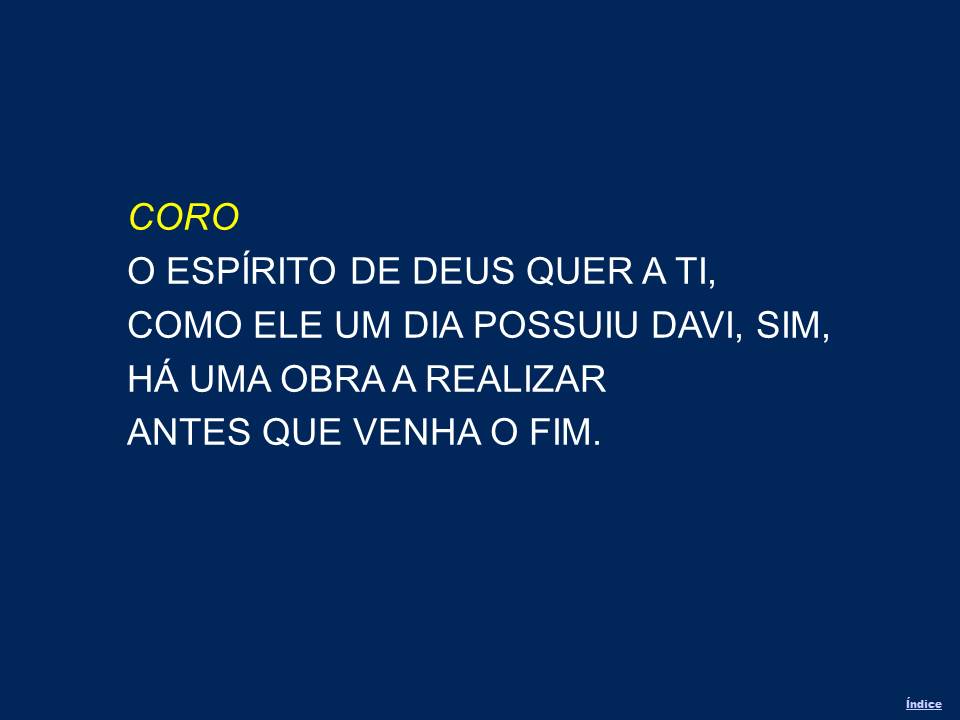 CORO
O ESPÍRITO DE DEUS QUER A TI,
COMO ELE UM DIA POSSUIU DAVI, SIM,
HÁ UMA OBRA A REALIZAR
ANTES QUE VENHA O FIM.
Índice